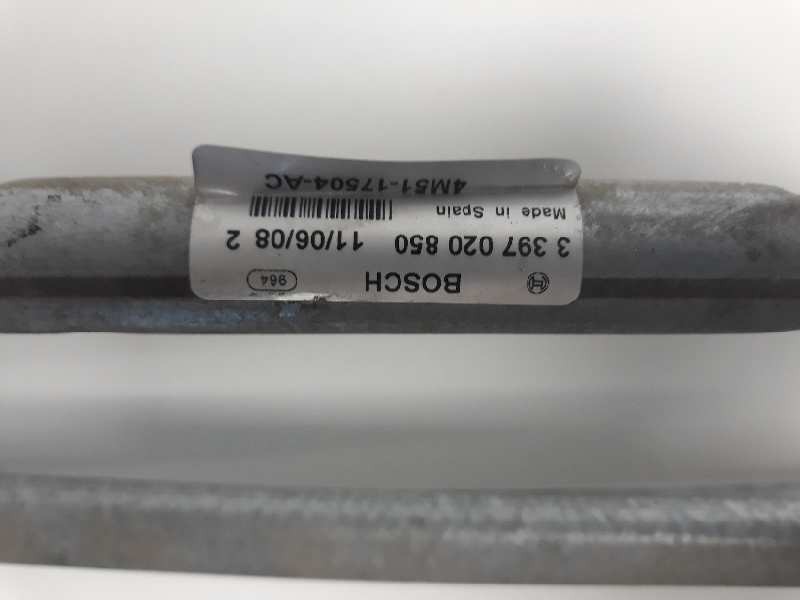 BOSCH 964
3 397 020 850 11/06/08 2
Made in Spain
4M51-17504-AC